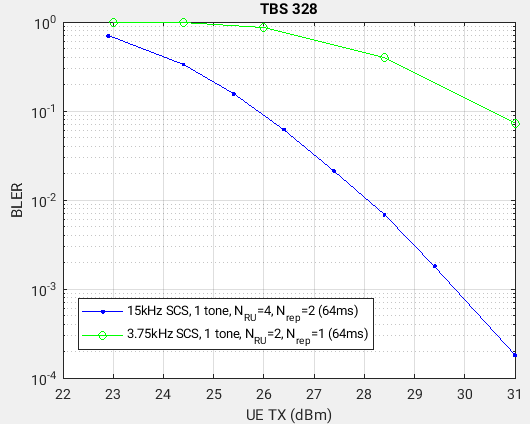 TBS 328
BLER
10^0
10^-1
10^-2
10^-3
10^-4
15kHz SCS, 1 tone, N_RU=4, N_rep=2 (64ms)
3.75kHz SCS, 1 tone, N_RU=2, N_rep=1 (64ms)
22 23 24 25 26 27 28 29 30 31
UE TX (dBm)